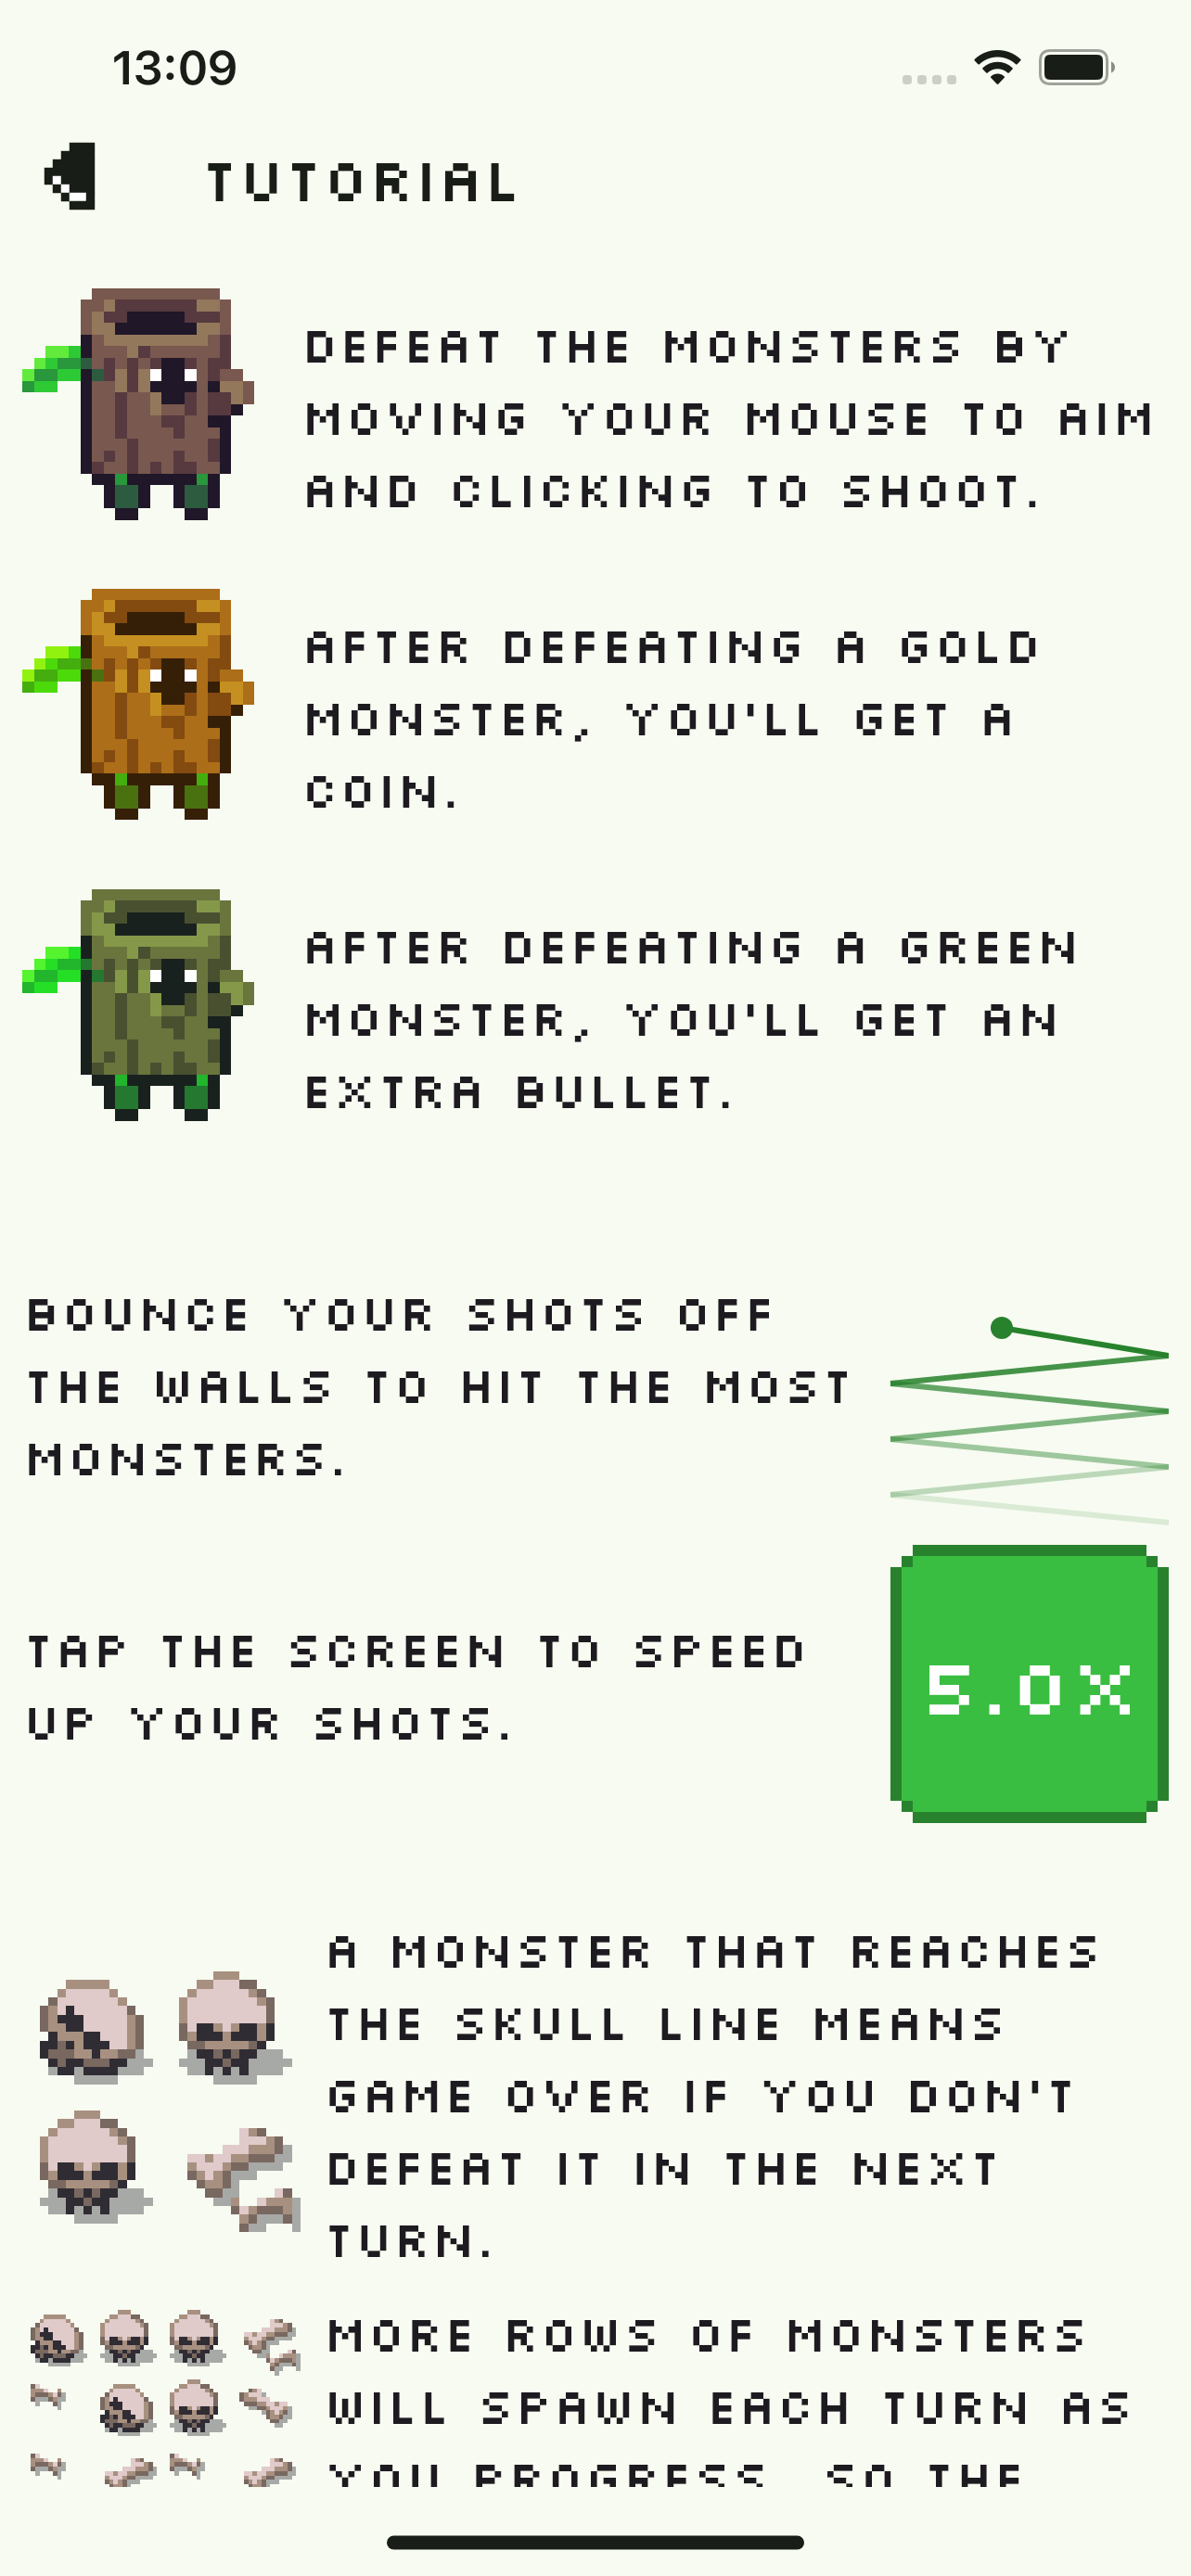 13:09
TUTORIAL
DEFEAT THE MONSTERS BY
MOVING YOUR MOUSE TO AIM
AND CLICKING TO SHOOT.
AFTER DEFEATING A GOLD
MONSTER, YOU'LL GET A
COIN.
AFTER DEFEATING A GREEN
MONSTER, YOU'LL GET AN
EXTRA BULLET.
BOUNCE YOUR SHOTS OFF
THE WALLS TO HIT THE MOST
MONSTERS.
TAP THE SCREEN TO SPEED
UP YOUR SHOTS.
5.0X
A MONSTER THAT REACHES
THE SKULL LINE MEANS
GAME OVER IF YOU DON'T
DEFEAT IT IN THE NEXT
TURN.
MORE ROWS OF MONSTERS
WILL SPAWN EACH TURN AS
YOU PROGRESS, SO THE